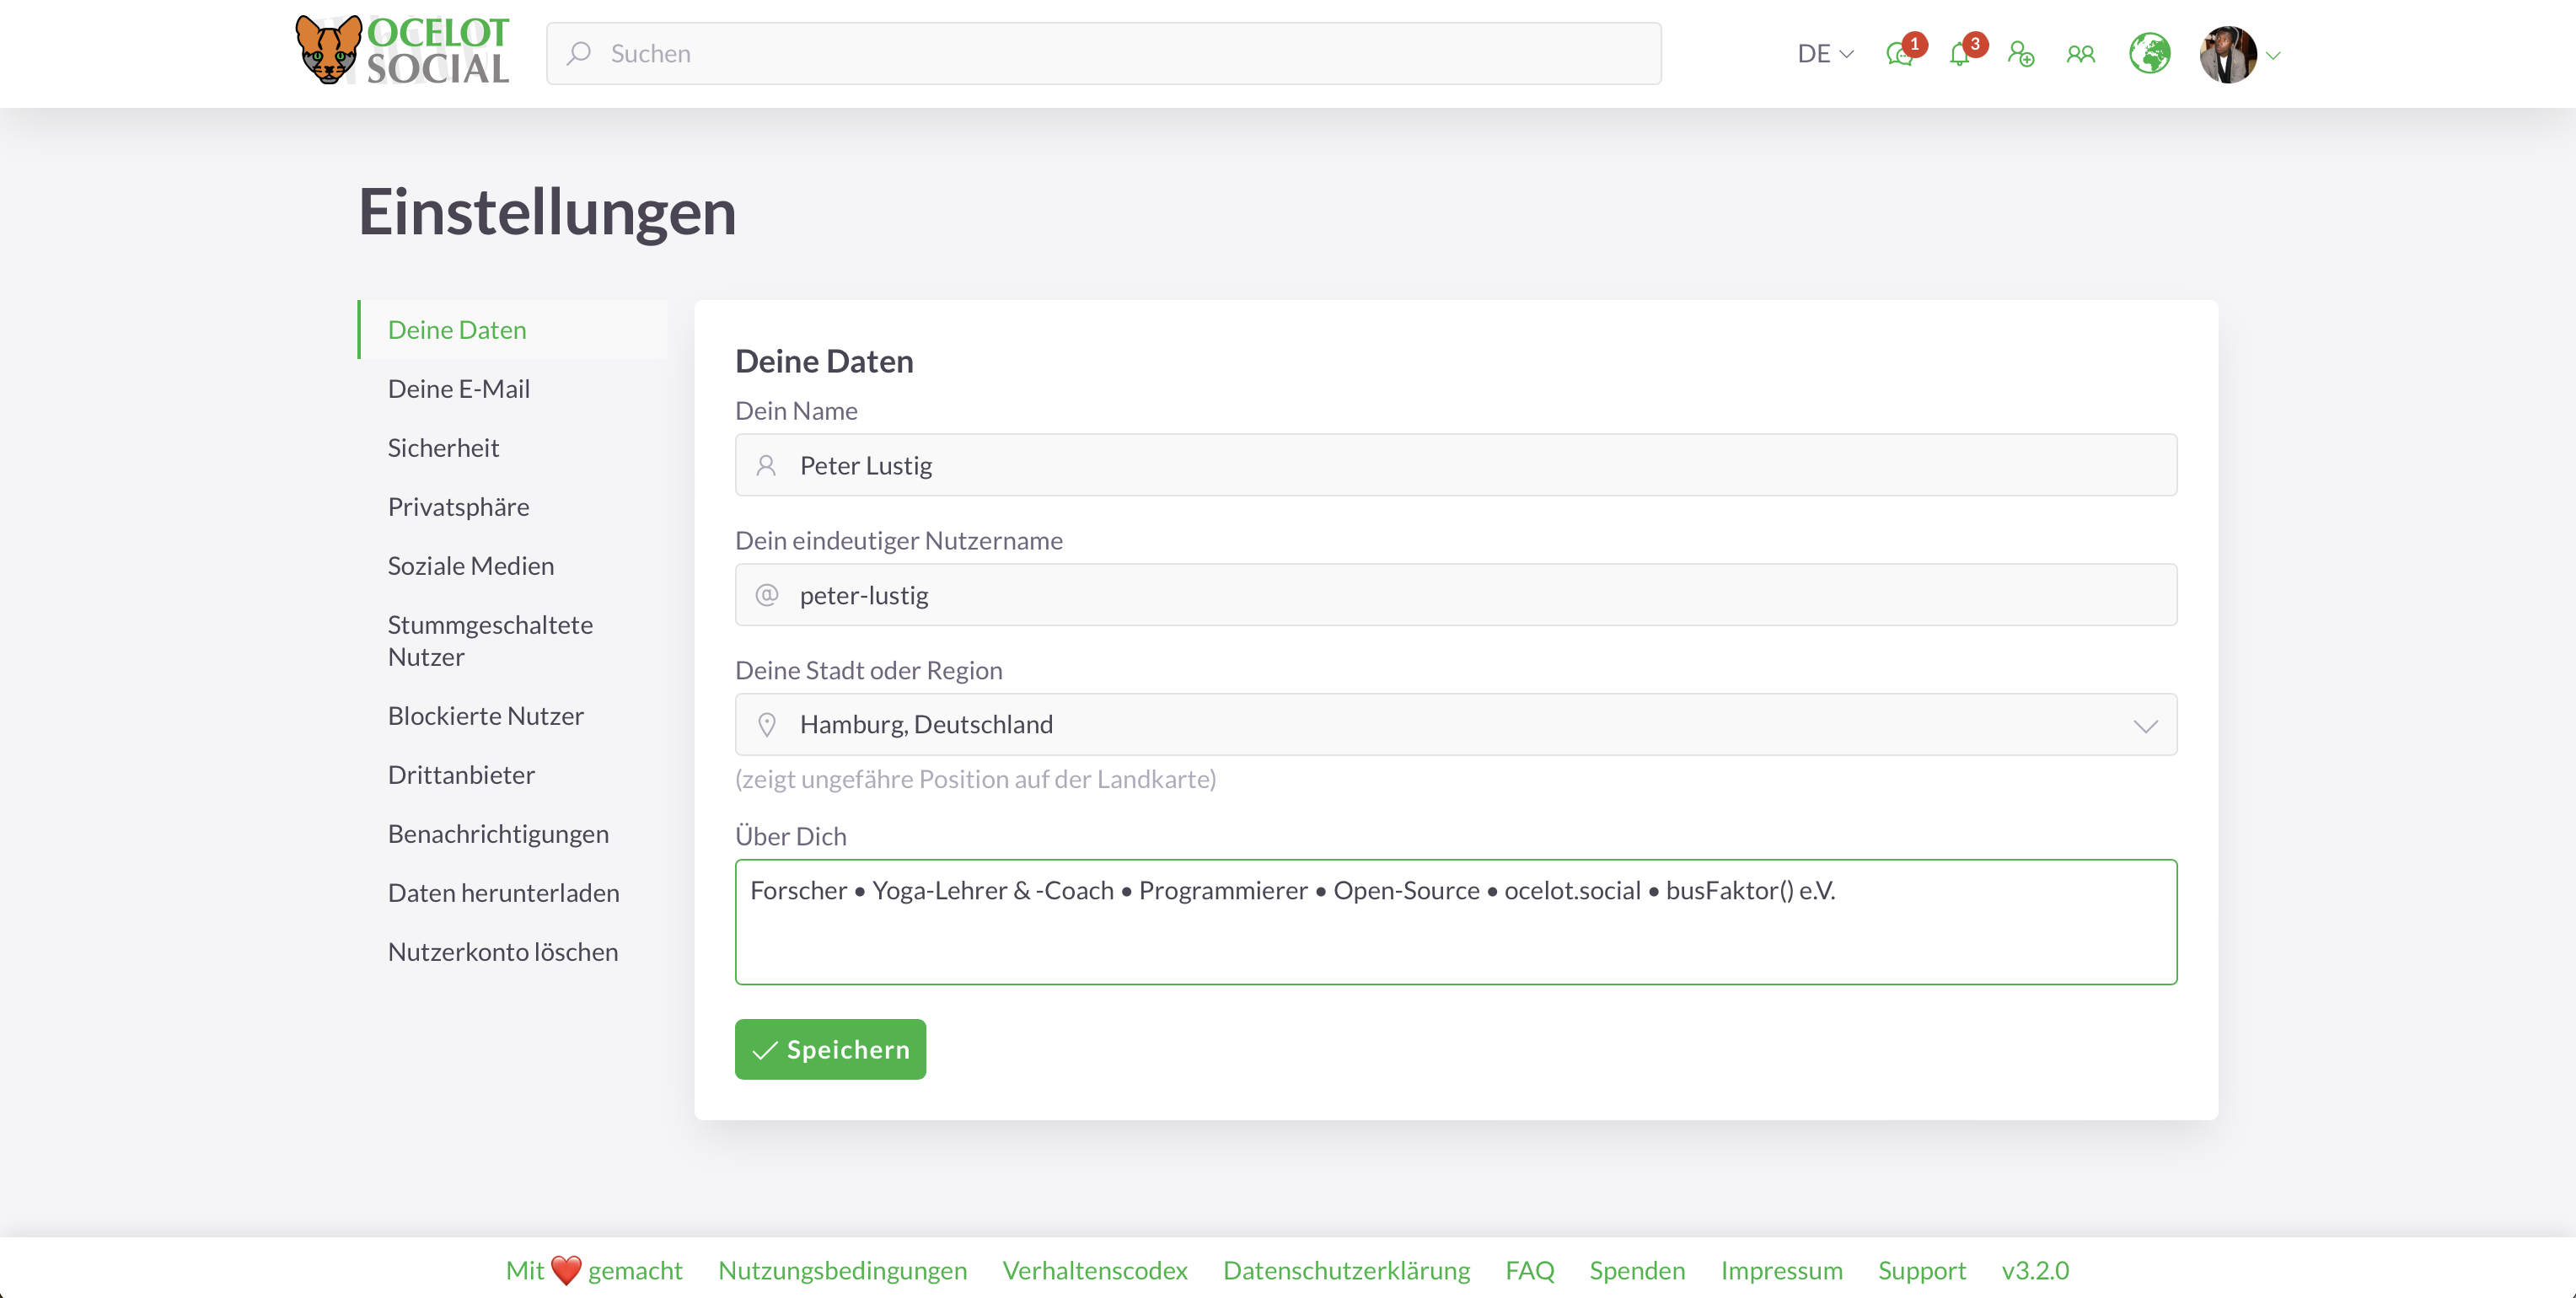 OCELOT
SOCIAL
Suchen
DE
1
3
Einstellungen
Deine Daten
Deine E-Mail
Sicherheit
Privatsphäre
Soziale Medien
Stummgeschaltete
Nutzer
Blockierte Nutzer
Drittanbieter
Benachrichtigungen
Daten herunterladen
Nutzerkonto löschen
Deine Daten
Dein Name
Peter Lustig
Dein eindeutiger Nutzername
@ peter-lustig
Deine Stadt oder Region
Hamburg, Deutschland
(zeigt ungefähre Position auf der Landkarte)
Über Dich
Forscher • Yoga-Lehrer & -Coach • Programmierer • Open-Source • ocelot.social • busFaktor() e.V.
Speichern
Mit ❤️ gemacht Nutzungsbedingungen Verhaltenscodex Datenschutzerklärung FAQ Spenden Impressum Support v3.2.0